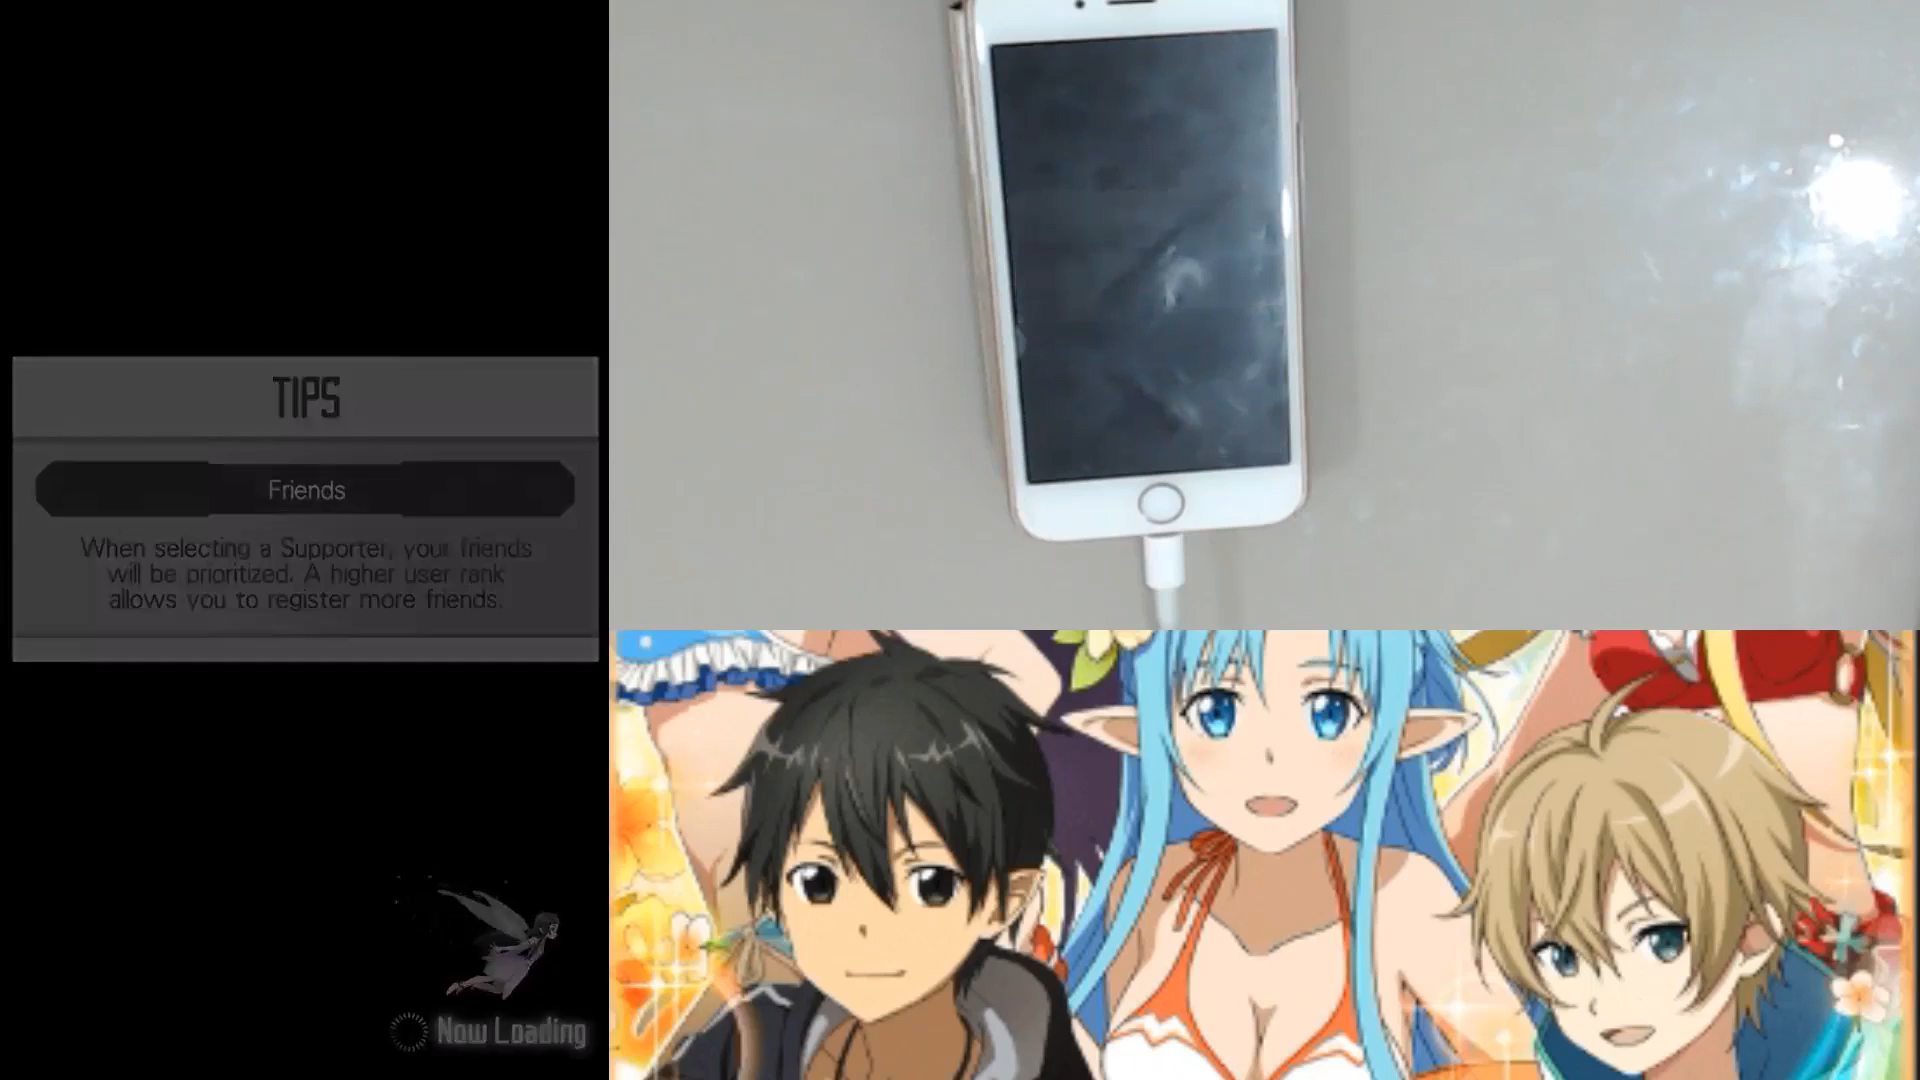 TIPS
Friends
When selecting a Supporter, your friends
will be prioritized. A higher user rank
allows you to register more friends.
Now Loading